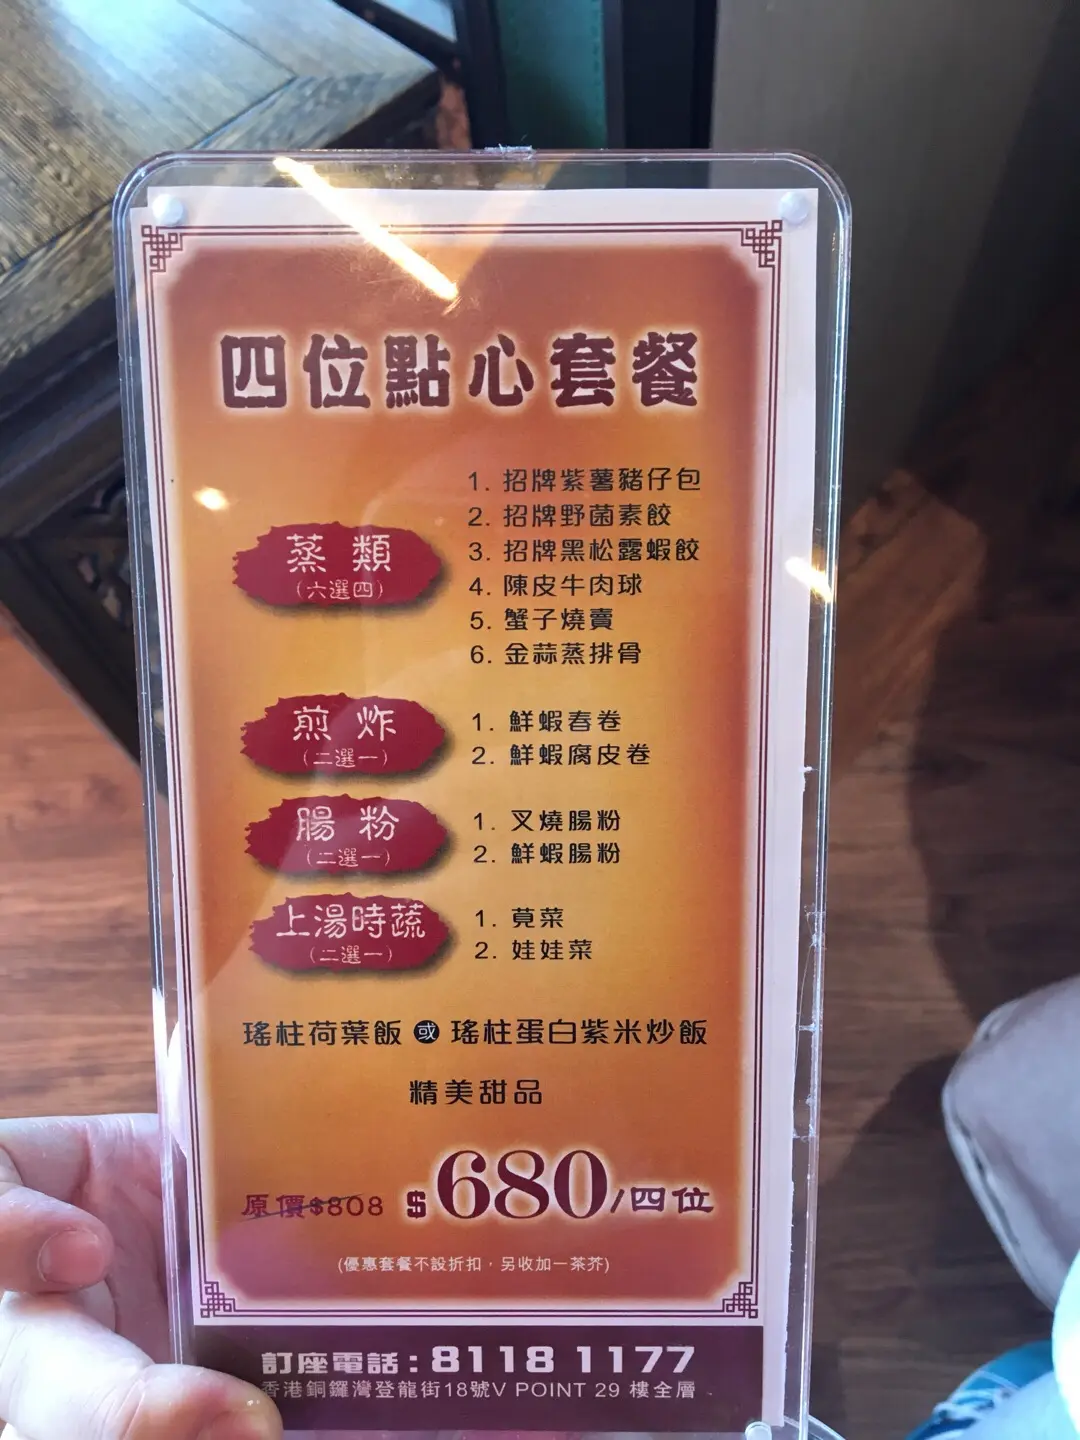 四位點心套餐
蒸類
(六選四)
1. 招牌紫薯豬仔包
2. 招牌野菌素餃
3. 招牌黑松露蝦餃
4. 陳皮牛肉球
5. 蟹子燒賣
6. 金蒜蒸排骨
煎炸
(二選一)
1. 鮮蝦春卷
2. 鮮蝦腐皮卷
腸粉
(二選一)
1. 叉燒腸粉
2. 鮮蝦腸粉
上湯時蔬
(二選一)
1. 莧菜
2. 娃娃菜
瑤柱荷葉飯 或 瑤柱蛋白紫米炒飯
精美甜品
原價$808 $680/四位
(優惠套餐不設折扣，另收加一茶芥)
訂座電話：8118 1177
香港銅鑼灣登龍街18號V POINT 29 樓全層